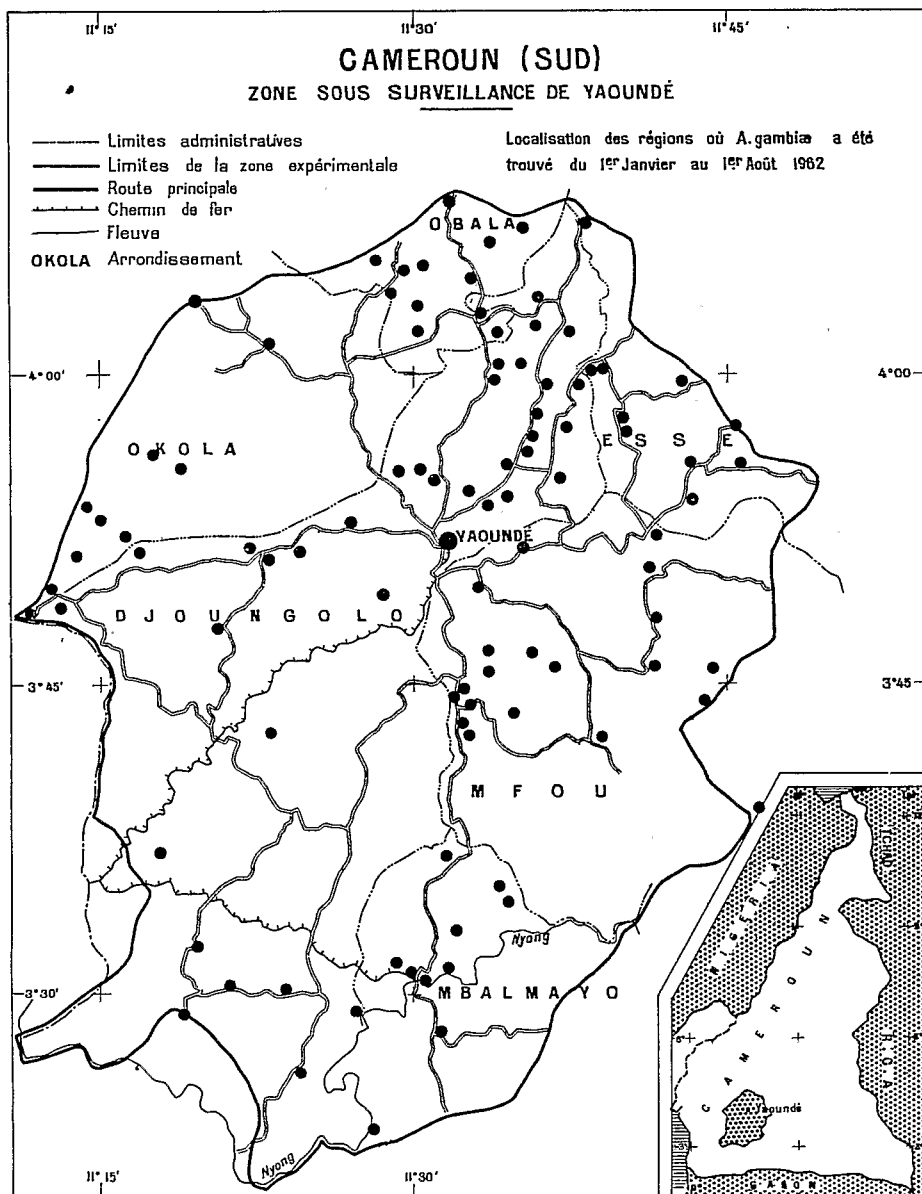 11°15' 11°30' 11°45'
CAMEROUN (SUD)
ZONE SOUS SURVEILLANCE DE YAOUNDÉ
Limites administratives
Limites de la zone expérimentale
Route principale
Chemin de fer
Fleuve
OKOLA Arrondissement
Localisation des régions où A.gambiæ a été
trouvé du 1er Janvier au 1er Août 1962
OBALA
4°00' 4°00'
OKOLA
ESSE
YAOUNDÉ
DJOUNGOLO
3°45' 3°45'
MFOU
Nyong
3°30'
MBALMAYO
Nyong
11°15' 11°30'
TCHAD
NIGERIA
CAMEROUN
R.C.A.
Yaoundé
GABON